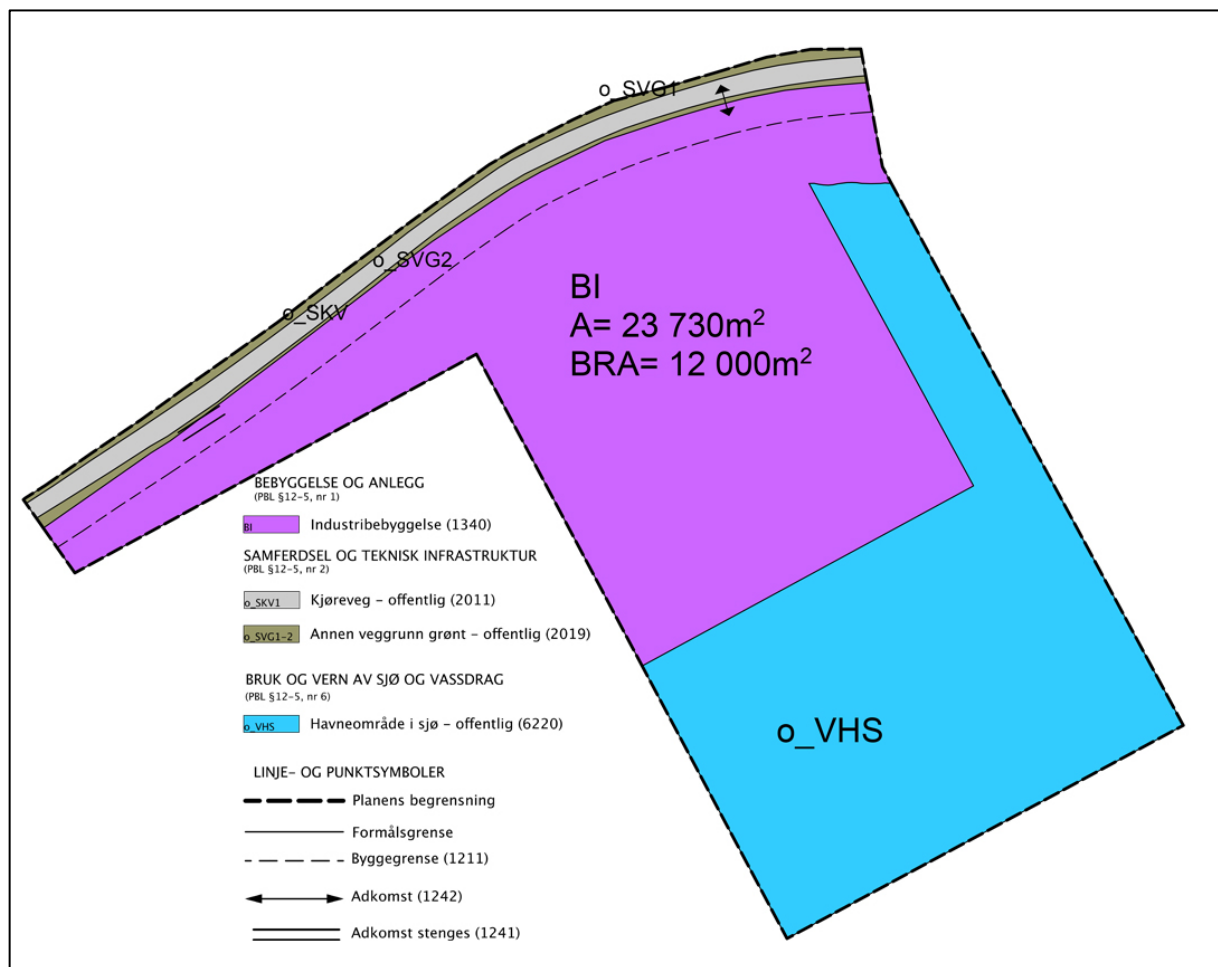 o_SVG1
o_SVG2
o_SKV
BI
A= 23 730m²
BRA= 12 000m²
o_VHS
BEBYGGELSE OG ANLEGG
(PBL §12-5, nr 1)
BI Industribebyggelse (1340)
SAMFERDSEL OG TEKNISK INFRASTRUKTUR
(PBL §12-5, nr 2)
o_SKV1 Kjøreveg - offentlig (2011)
o_SVG1-2 Annen veggrunn grønt - offentlig (2019)
BRUK OG VERN AV SJØ OG VASSDRAG
(PBL §12-5, nr 6)
o_VHS Havneområde i sjø - offentlig (6220)
LINJE- OG PUNKTSYMBOLER
Planens begrensning
Formålsgrense
Byggegrense (1211)
Adkomst (1242)
Adkomst stenges (1241)